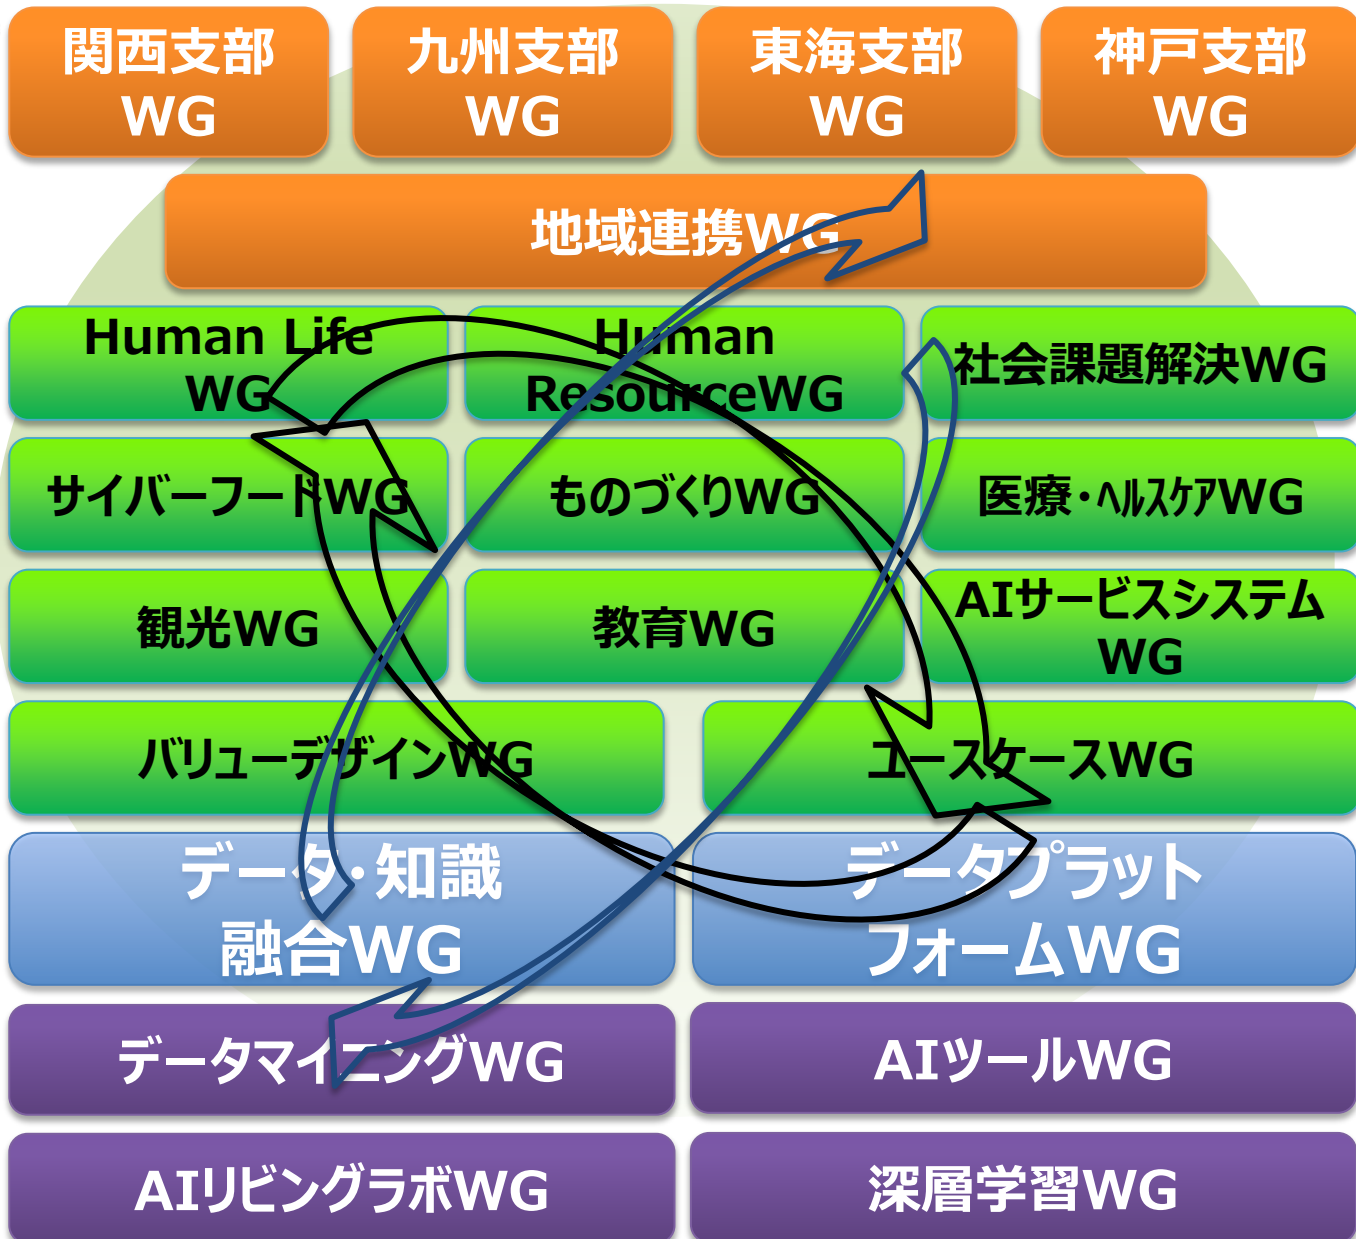 関西支部
WG
九州支部
WG
東海支部
WG
神戸支部
WG
地域連携WG
Human Life
WG
Human
ResourceWG
社会課題解決WG
サイバーフードWG
ものづくりWG
医療・ヘルスケアWG
観光WG
教育WG
AIサービスシステム
WG
バリューデザインWG
ユースケースWG
データ・知識
融合WG
データプラット
フォームWG
データマイニングWG
AIツールWG
AIリビングラボWG
深層学習WG